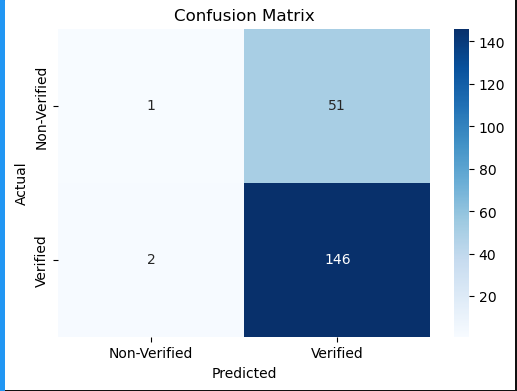 Confusion Matrix
Actual
Non-Verified
Verified
1
51
2
146
Non-Verified
Verified
Predicted
140
120
100
80
60
40
20